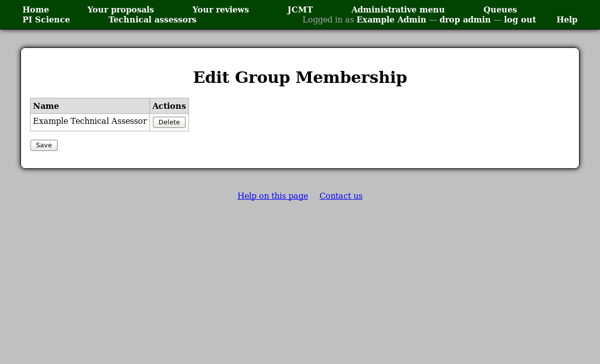 Home Your proposals Your reviews JCMT Administrative menu Queues
PI Science Technical assessors Logged in as Example Admin — drop admin — log out Help
Edit Group Membership
Name Actions
Example Technical Assessor Delete
Save
Help on this page Contact us